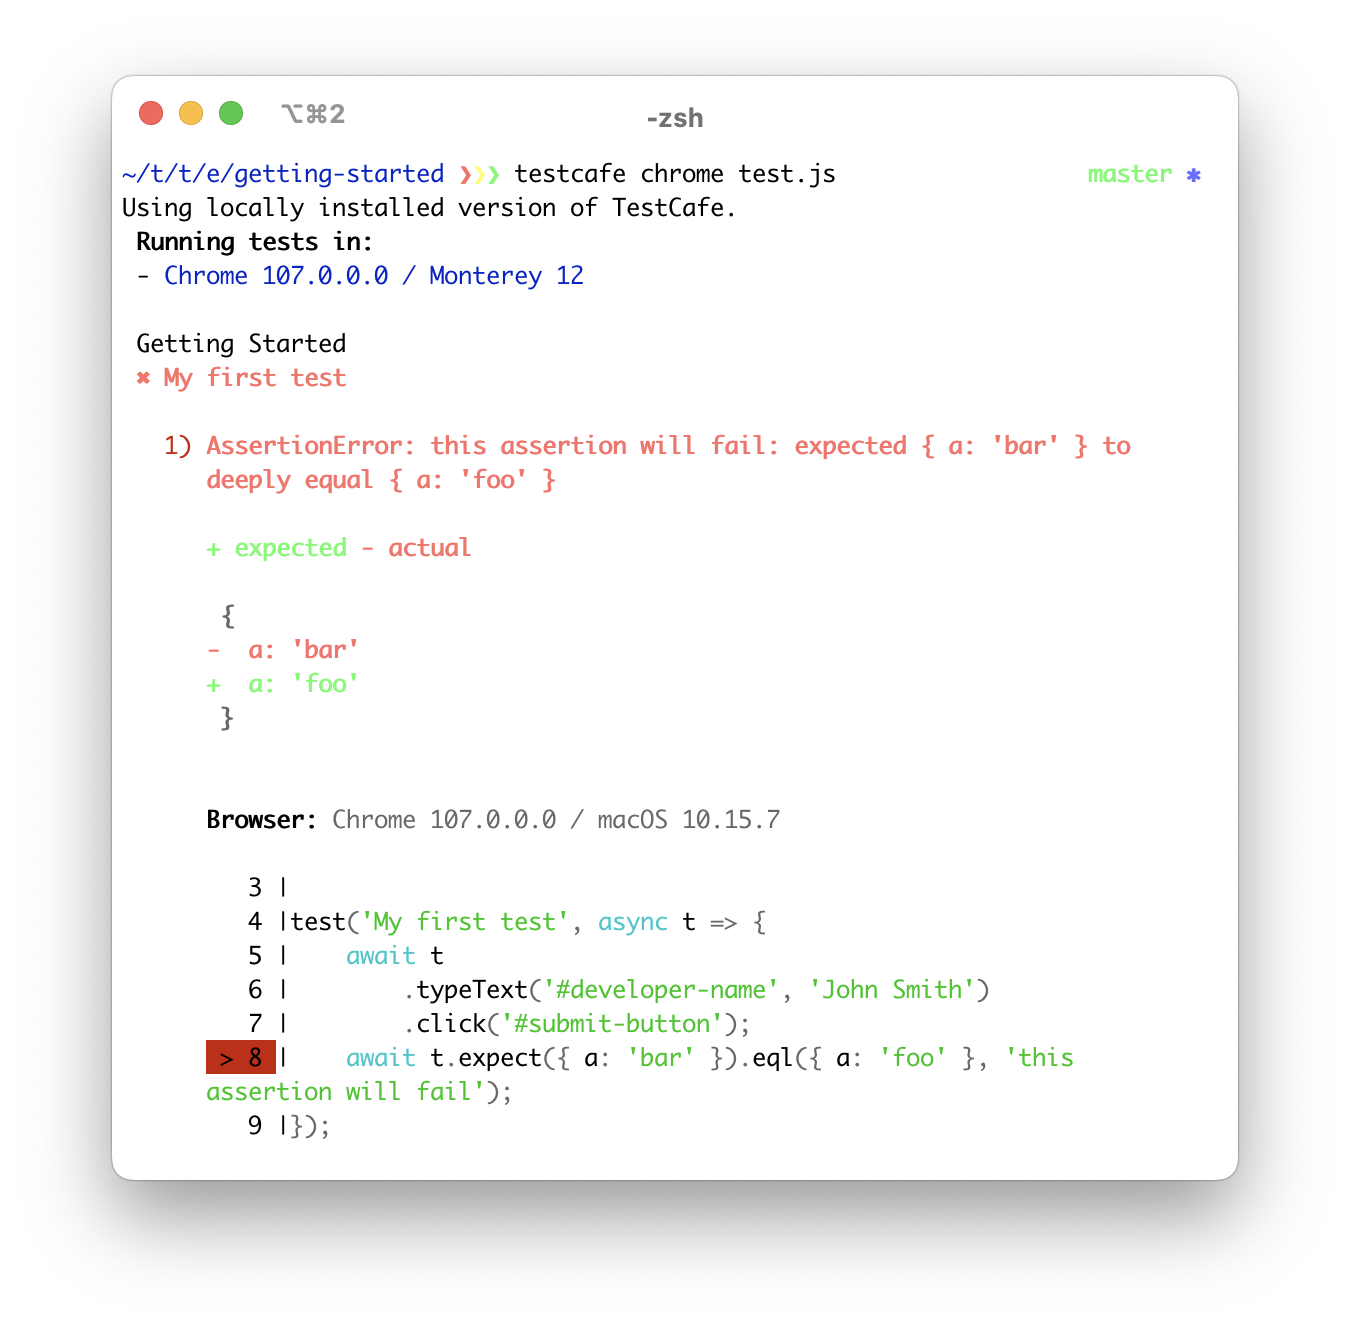 ⌥⌘2
-zsh
~/t/t/e/getting-started ❯❯❯ testcafe chrome test.js master ✱
Using locally installed version of TestCafe.
Running tests in:
- Chrome 107.0.0.0 / Monterey 12
Getting Started
✖ My first test
1) AssertionError: this assertion will fail: expected { a: 'bar' } to
deeply equal { a: 'foo' }
+ expected - actual
{
-  a: 'bar'
+  a: 'foo'
}
Browser: Chrome 107.0.0.0 / macOS 10.15.7
3 |
4 |test('My first test', async t => {
5 |    await t
6 |        .typeText('#developer-name', 'John Smith')
7 |        .click('#submit-button');
> 8 |    await t.expect({ a: 'bar' }).eql({ a: 'foo' }, 'this
assertion will fail');
9 |});